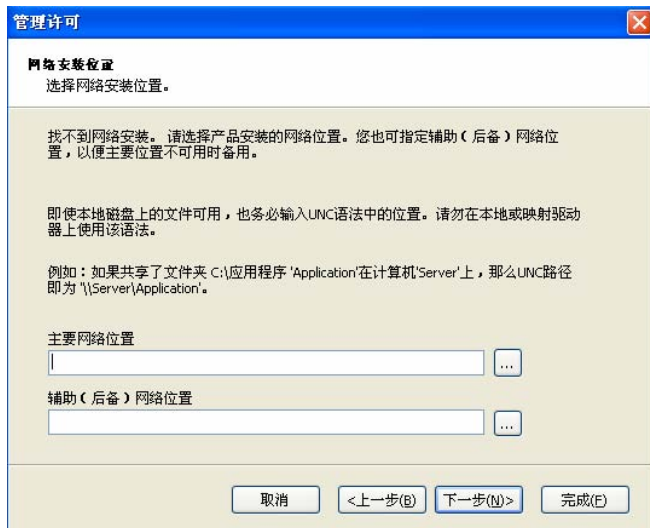 管理许可
网络安装位置
选择网络安装位置。
找不到网络安装。 请选择产品安装的网络位置。您也可指定辅助（后备）网络位
置，以便主要位置不可用时备用。
即使本地磁盘上的文件可用，也务必输入UNC语法中的位置。请勿在本地或映射驱动
器上使用该语法。
例如：如果共享了文件夹 C:\应用程序 'Application'在计算机'Server'上，那么UNC路径
即为 '\\Server\Application'。
主要网络位置
...
辅助（后备）网络位置
...
取消 <上一步(B) 下一步(N)> 完成(F)